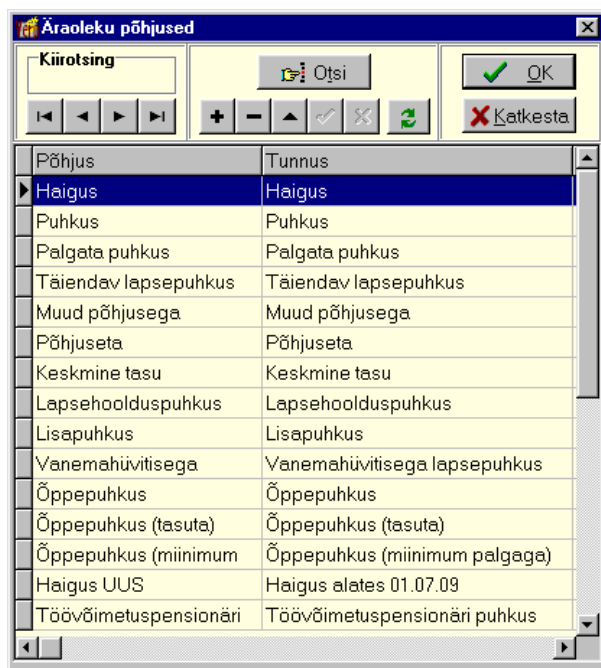 Äraoleku põhjused
Kiirotsing
Otsi
OK
Katkesta
Põhjus Tunnus
Haigus Haigus
Puhkus Puhkus
Palgata puhkus Palgata puhkus
Täiendav lapsepuhkus Täiendav lapsepuhkus
Muud põhjusega Muud põhjusega
Põhjuseta Põhjuseta
Keskmine tasu Keskmine tasu
Lapsehoolduspuhkus Lapsehoolduspuhkus
Lisapuhkus Lisapuhkus
Vanemahüvitisega Vanemahüvitisega lapsepuhkus
Õppepuhkus Õppepuhkus
Õppepuhkus (tasuta) Õppepuhkus (tasuta)
Õppepuhkus (miinimum Õppepuhkus (miinimum palgaga)
Haigus UUS Haigus alates 01.07.09
Töövõimetuspensionäri Töövõimetuspensionäri puhkus